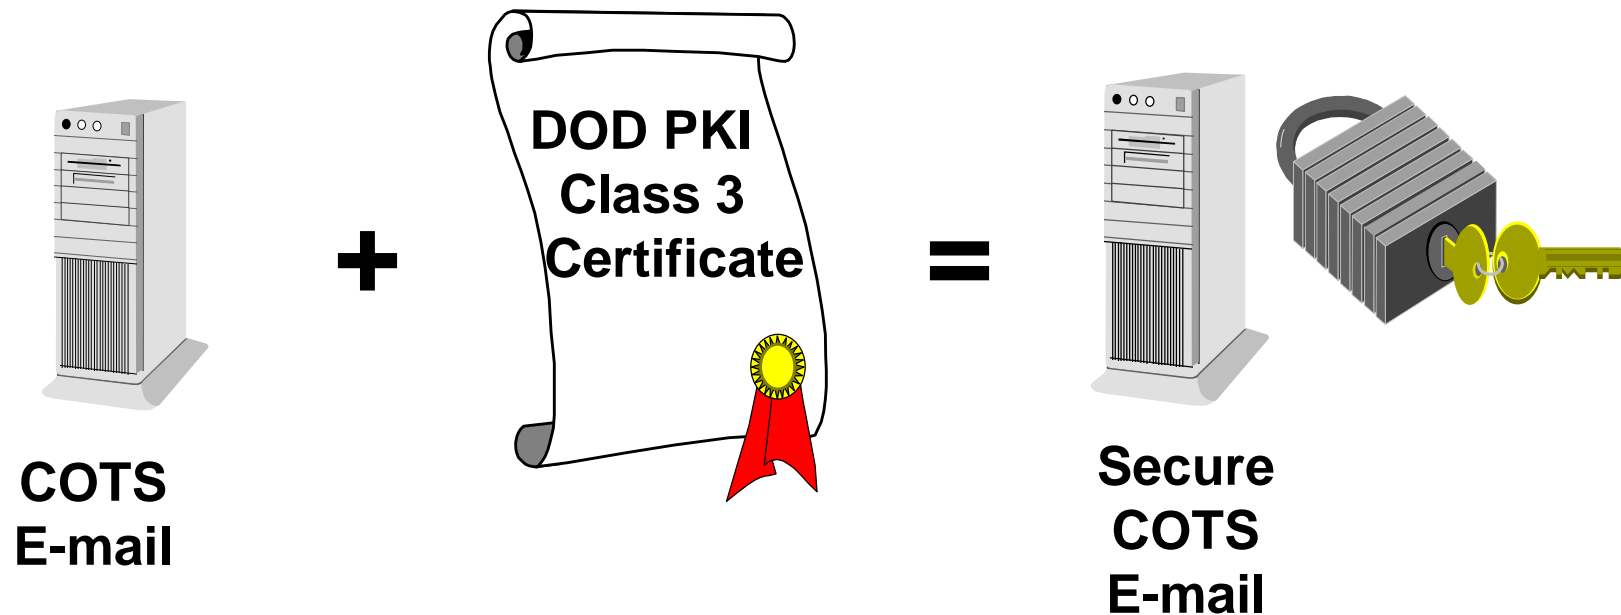 COTS
E-mail
+
DOD PKI
Class 3
Certificate
=
Secure
COTS
E-mail